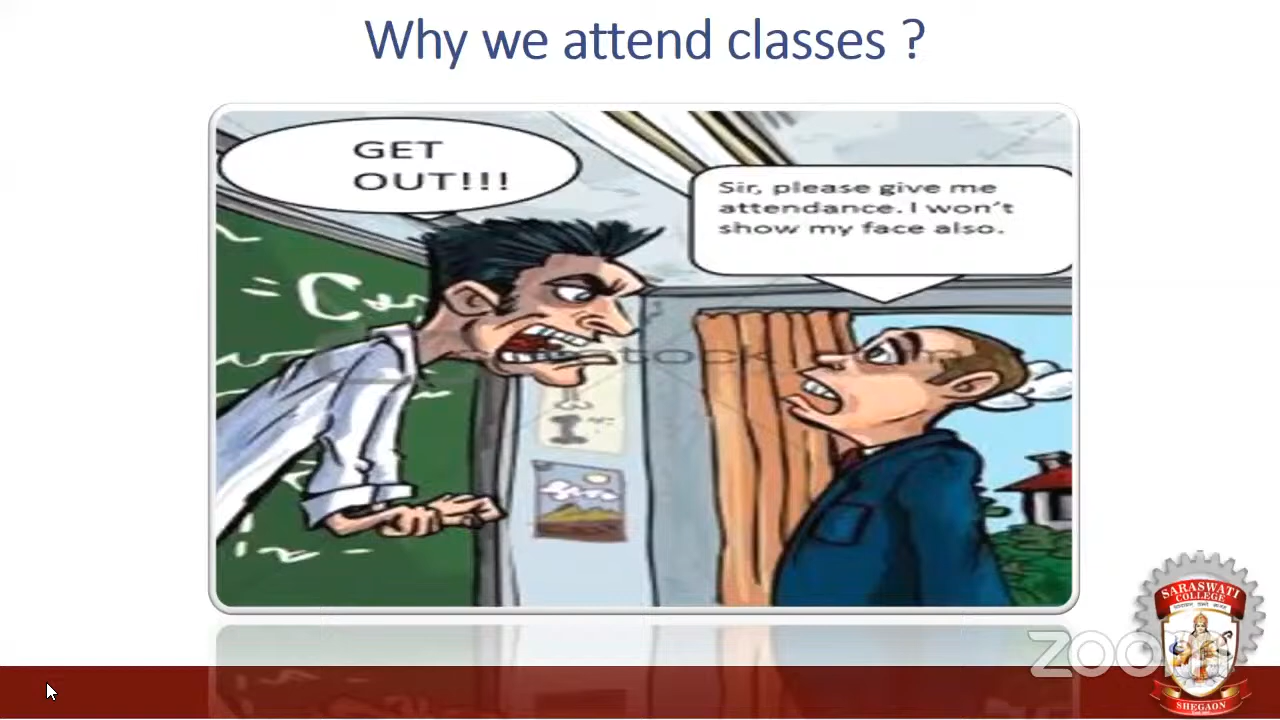 Why we attend classes ?
GET
OUT!!!
Sir, please give me
attendance. I won't
show my face also.
zoom
SARASWATI
COLLEGE
SHEGAON